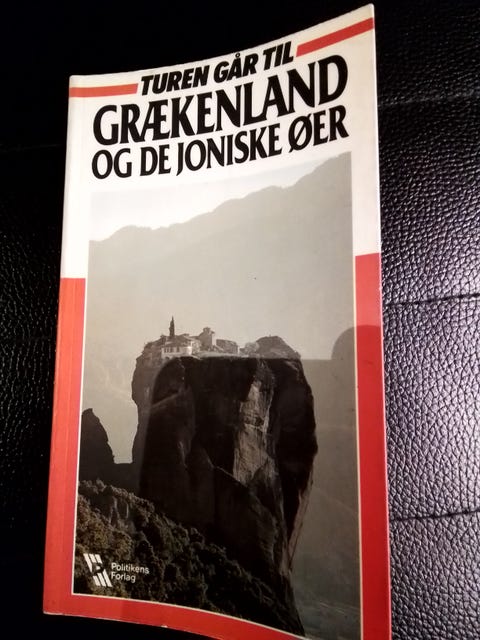 TUREN GÅR TIL
GRÆKENLAND
OG DE JONISKE ØER
Politikens
Forlag